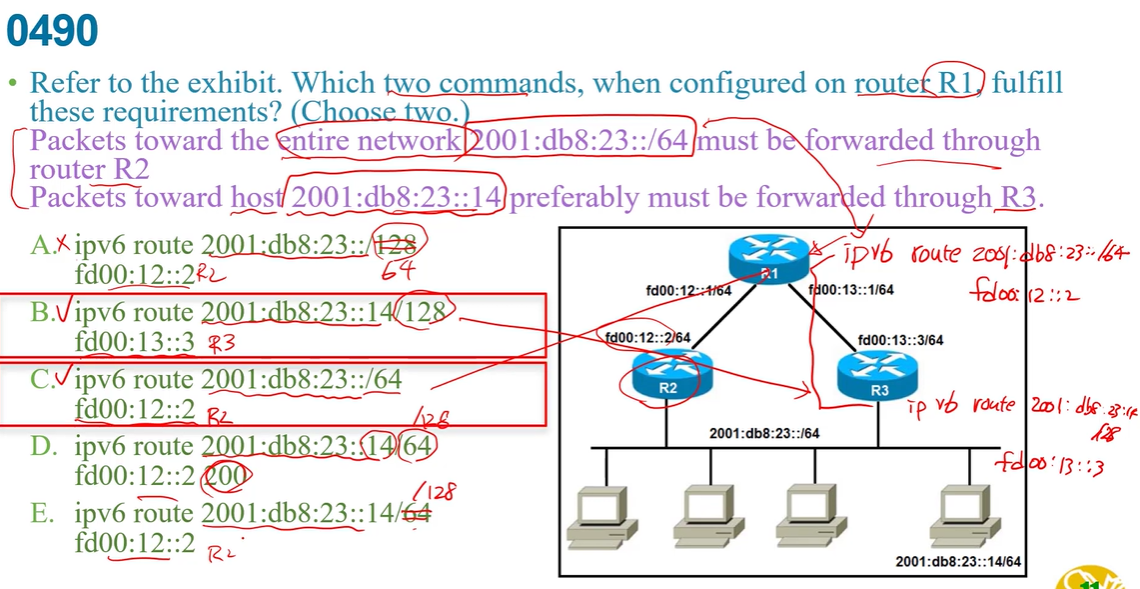 0490
• Refer to the exhibit. Which two commands, when configured on router R1, fulfill
these requirements? (Choose two.)
Packets toward the entire network 2001:db8:23::/64 must be forwarded through
router R2
Packets toward host 2001:db8:23::14 preferably must be forwarded through R3.
A. x ipv6 route 2001:db8:23::/128
fd00:12::2 R2
64
B. ✓ ipv6 route 2001:db8:23::14/128
fd00:13::3 R3
C. ✓ ipv6 route 2001:db8:23::/64
fd00:12::2 R2
/128
D. ipv6 route 2001:db8:23::14/64
fd00:12::2 200
/128
E. ipv6 route 2001:db8:23::14/64
fd00:12::2 R2
R1
ipv6 route 2001:db8:23::/64
fd00:12::2
fd00:12::1/64
fd00:13::1/64
fd00:12::2/64
fd00:13::3/64
R2
R3
ip v6 route 2001:db8:23:14
/128
fd00:13::3
2001:db8:23::/64
2001:db8:23::14/64
11